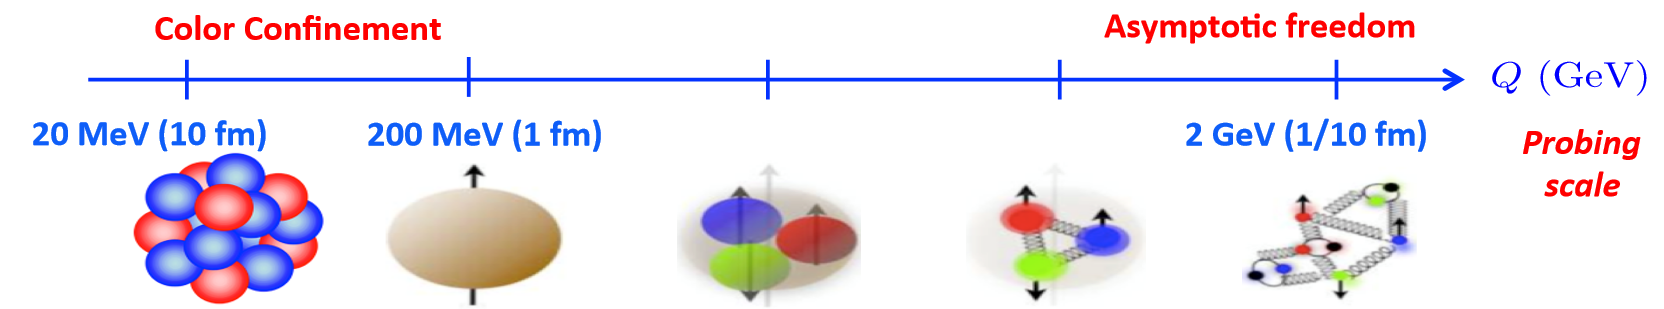 Color Confinement
Asymptotic freedom
Q (GeV)
20 MeV (10 fm)
200 MeV (1 fm)
2 GeV (1/10 fm)
Probing
scale